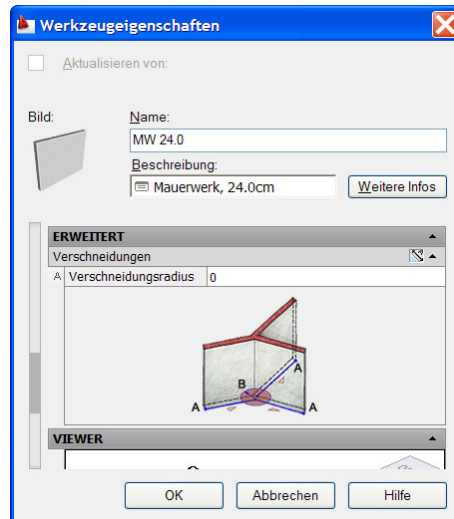 Werkzeugeigenschaften
Aktualisieren von:
Bild:
Name:
MW 24.0
Beschreibung:
Mauerwerk, 24.0cm
Weitere Infos
ERWEITERT
Verschneidungen
A Verschneidungsradius 0
A
B
A
A
VIEWER
OK Abbrechen Hilfe